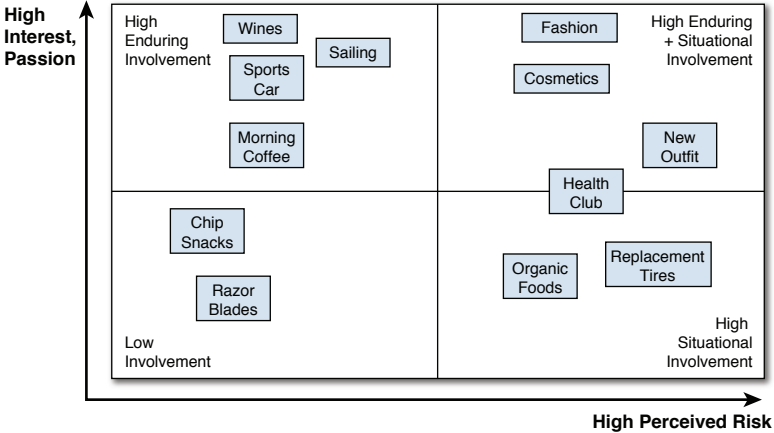 High
Interest,
Passion
High
Enduring
Involvement
Wines
Sailing
Sports
Car
Morning
Coffee
Fashion
High Enduring
+ Situational
Involvement
Cosmetics
New
Outfit
Health
Club
Chip
Snacks
Razor
Blades
Low
Involvement
Organic
Foods
Replacement
Tires
High
Situational
Involvement
High Perceived Risk